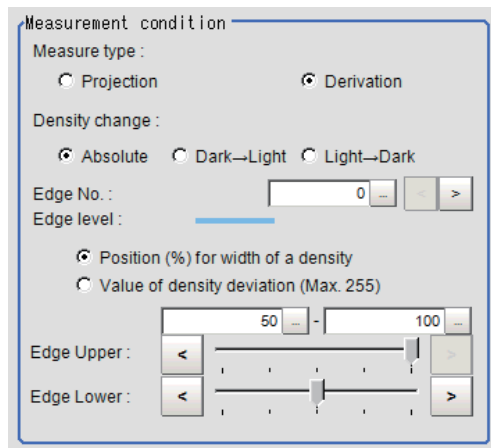 Measurement condition
Measure type :
Projection Derivation
Density change :
Absolute Dark→Light Light→Dark
Edge No. : 0 ... < >
Edge level :
Position (%) for width of a density
Value of density deviation (Max. 255)
50 ... - 100 ...
Edge Upper : < >
Edge Lower : < >